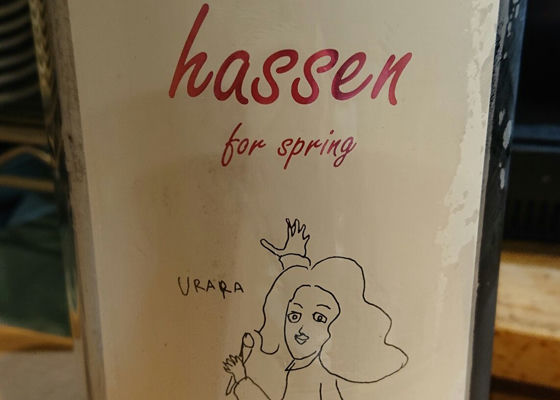 hassen
for spring
URARA